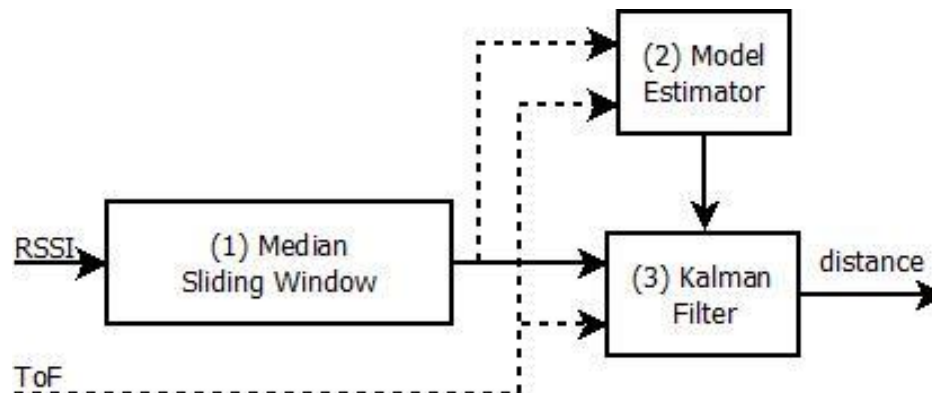 (2) Model
Estimator
RSSI
(1) Median
Sliding Window
(3) Kalman
Filter
distance
ToF